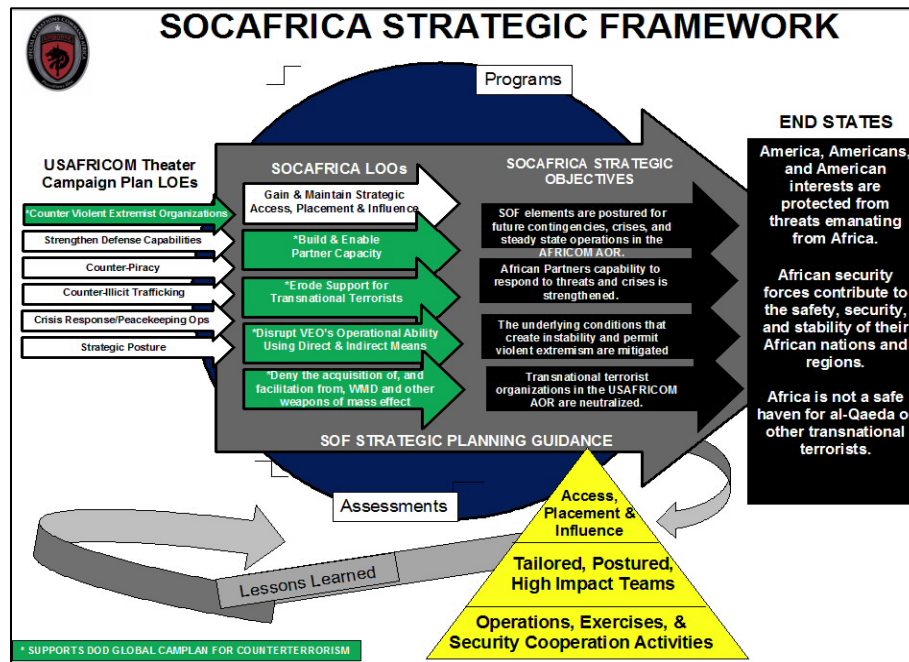 SOCAFRICA STRATEGIC FRAMEWORK
Programs
USAFRICOM Theater
Campaign Plan LOEs
*Counter Violent Extremist Organizations
Strengthen Defense Capabilities
Counter-Piracy
Counter-Illicit Trafficking
Crisis Response/Peacekeeping Ops
Strategic Posture
SOCAFRICA LOOs
Gain & Maintain Strategic
Access, Placement & Influence
*Build & Enable
Partner Capacity
*Erode Support for
Transnational Terrorists
*Disrupt VEO's Operational Ability
Using Direct & Indirect Means
*Deny the acquisition of, and
facilitation from, WMD and other
weapons of mass effect
SOCAFRICA STRATEGIC
OBJECTIVES
SOF elements are postured for
future contingencies, crises, and
steady state operations in the
AFRICOM AOR.
African Partners capability to
respond to threats and crises is
strengthened.
The underlying conditions that
create instability and permit
violent extremism are mitigated
Transnational terrorist
organizations in the USAFRICOM
AOR are neutralized.
SOF STRATEGIC PLANNING GUIDANCE
END STATES
America, Americans,
and American
interests are
protected from
threats emanating
from Africa.
African security
forces contribute to
the safety, security,
and stability of their
African nations and
regions.
Africa is not a safe
haven for al-Qaeda o
other transnational
terrorists.
Assessments
Lessons Learned
Access,
Placement &
Influence
Tailored, Postured,
High Impact Teams
Operations, Exercises, &
Security Cooperation Activities
* SUPPORTS DOD GLOBAL CAMPLAN FOR COUNTERTERRORISM